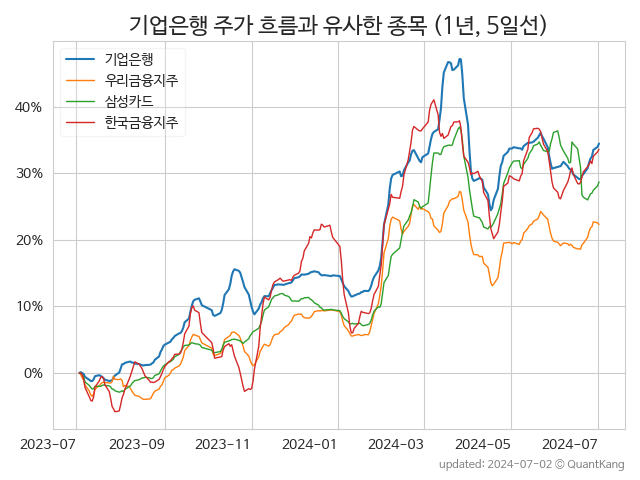 기업은행 주가 흐름과 유사한 종목 (1년, 5일선)
기업은행
우리금융지주
삼성카드
한국금융지주
40%
30%
20%
10%
0%
2023-07 2023-09 2023-11 2024-01 2024-03 2024-05 2024-07
updated: 2024-07-02 © QuantKang